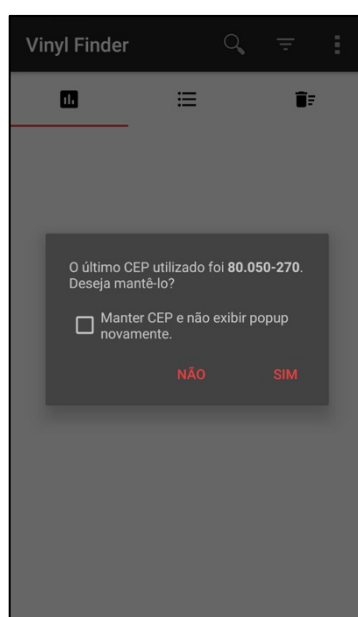 Vinyl Finder
O último CEP utilizado foi 80.050-270.
Deseja mantê-lo?
Manter CEP e não exibir popup
novamente.
NÃO SIM